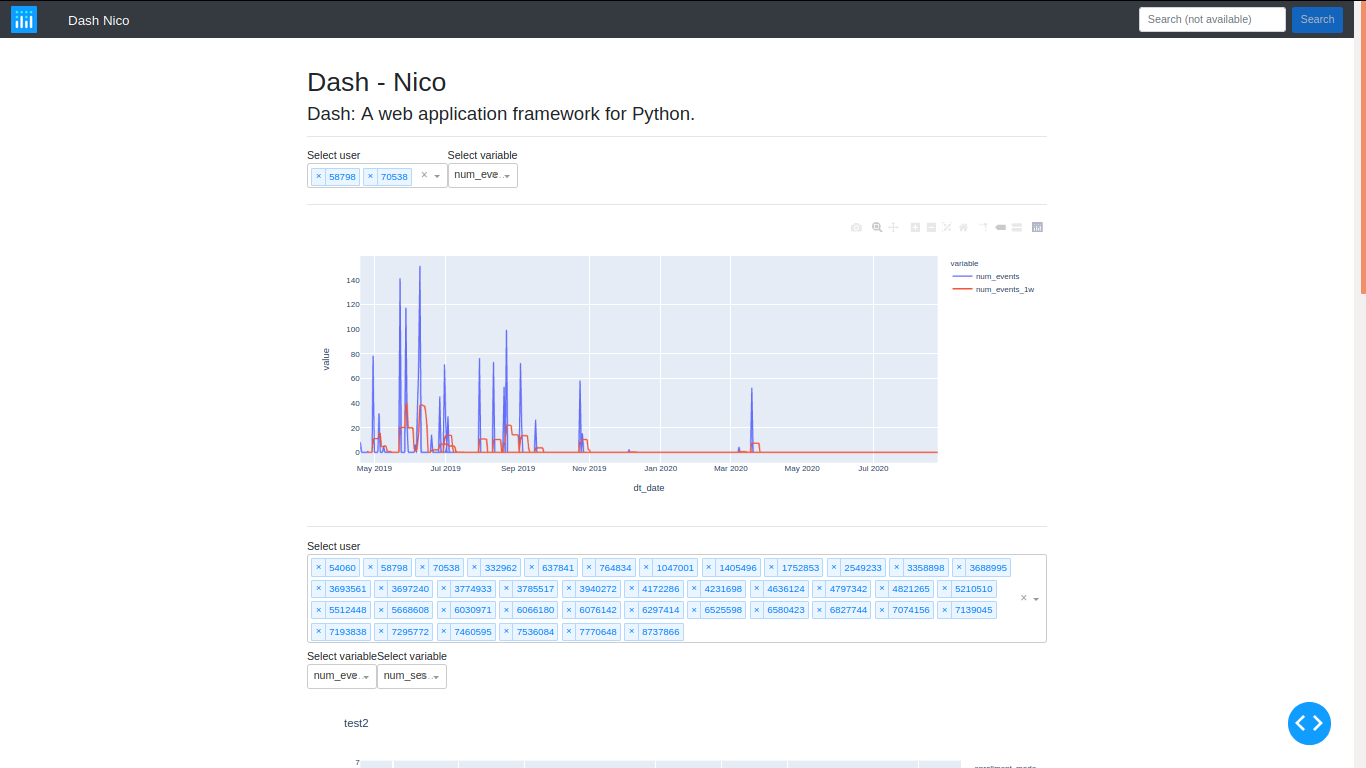 Dash Nico
Search (not available)
Search
Dash - Nico
Dash: A web application framework for Python.
Select user
Select variable
× 58798 × 70538 ×
num_eve...
variable
num_events
num_events_1w
value
140
120
100
80
60
40
20
0
May 2019 Jul 2019 Sep 2019 Nov 2019 Jan 2020 Mar 2020 May 2020 Jul 2020
dt_date
Select user
× 54060 × 58798 × 70538 × 332962 × 637841 × 764834 × 1047001 × 1405496 × 1752853 × 2549233 × 3358898 × 3688995
× 3693561 × 3697240 × 3774933 × 3785517 × 3940272 × 4172286 × 4231698 × 4636124 × 4797342 × 4821265 × 5210510 ×
× 5512448 × 5668608 × 6030971 × 6066180 × 6076142 × 6297414 × 6525598 × 6580423 × 6827744 × 7074156 × 7139045
× 7193838 × 7295772 × 7460595 × 7536084 × 7770648 × 8737866
Select variable
Select variable
num_eve...
num_ses...
test2
7